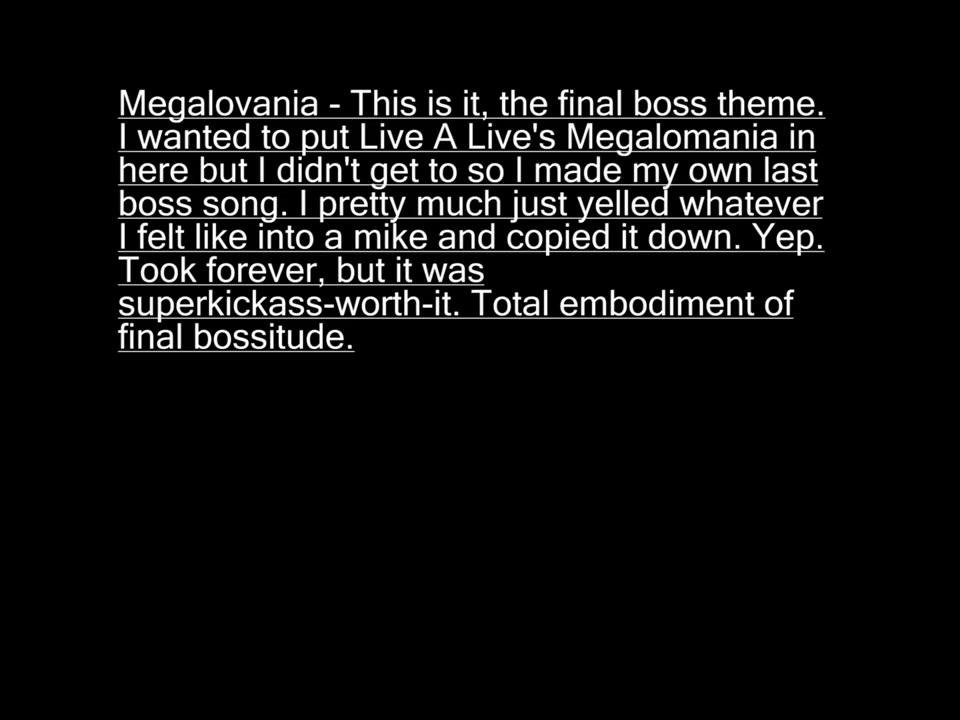 Megalovania - This is it, the final boss theme.
I wanted to put Live A Live's Megalomania in
here but I didn't get to so I made my own last
boss song. I pretty much just yelled whatever
I felt like into a mike and copied it down. Yep.
Took forever, but it was
superkickass-worth-it. Total embodiment of
final bossitude.